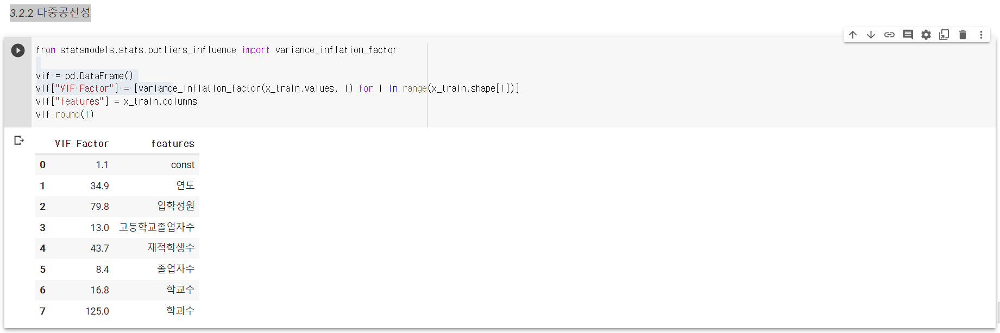 3.2.2 다중공선성
from statsmodels.stats.outliers_influence import variance_inflation_factor
vif = pd.DataFrame()
vif["VIF Factor"] = [variance_inflation_factor(x_train.values, i) for i in range(x_train.shape[1])]
vif["features"] = x_train.columns
vif.round(1)
VIF Factor features
0 1.1 const
1 34.9 연도
2 79.8 입학정원
3 13.0 고등학교졸업자수
4 43.7 재적학생수
5 8.4 졸업자수
6 16.8 학교수
7 125.0 학과수